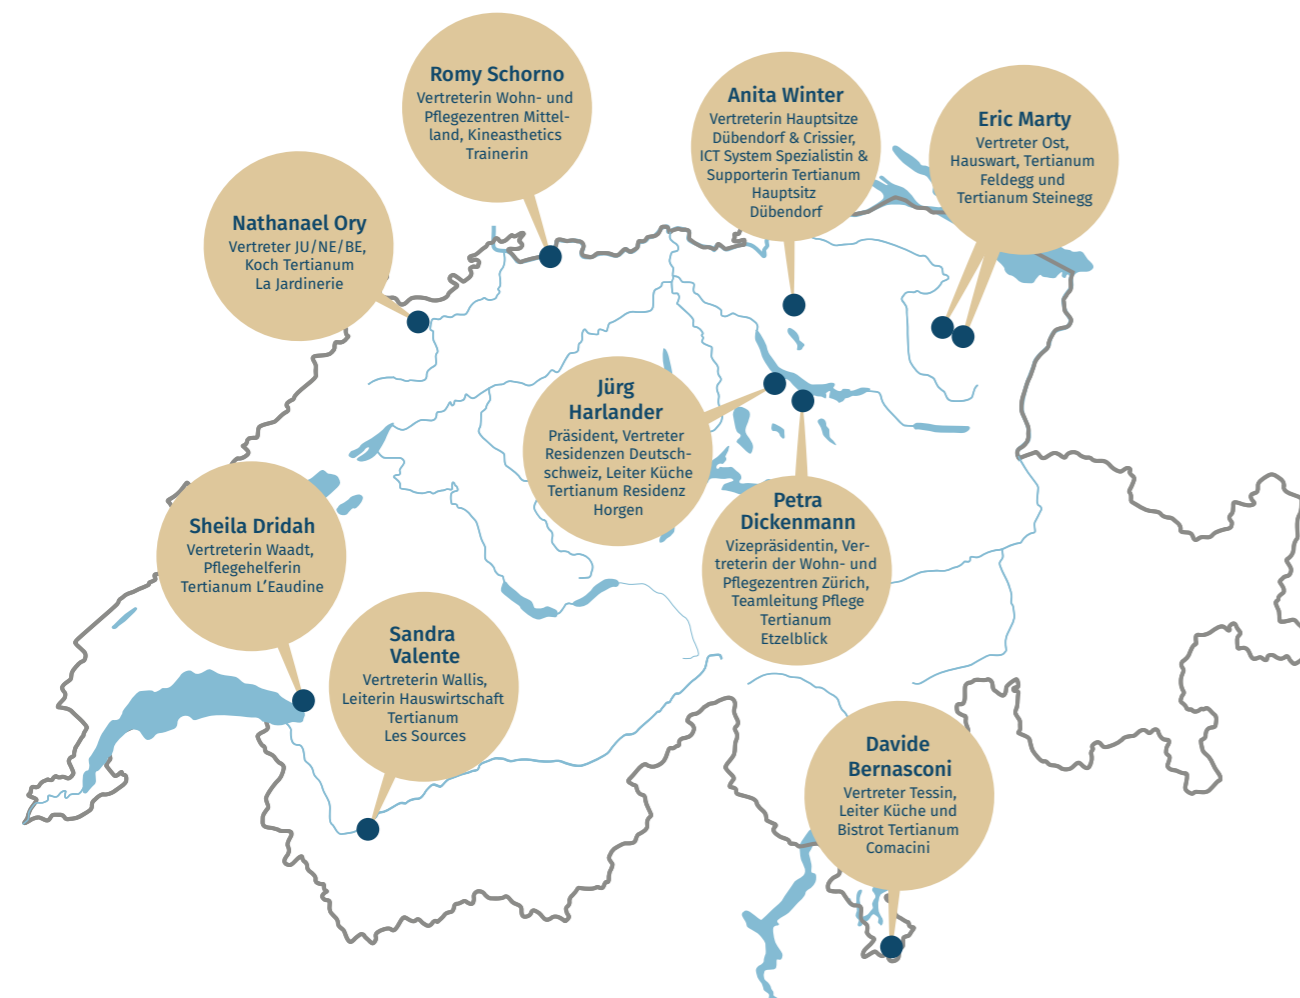 Romy Schorno
Vertreterin Wohn- und
Pflegezentren Mittel-
land, Kineasthetics
Trainerin
Anita Winter
Vertreterin Hauptsitze
Dübendorf & Crissier,
ICT System Spezialistin &
Supporterin Tertianum
Hauptsitz
Dübendorf
Eric Marty
Vertreter Ost,
Hauswart, Tertianum
Feldegg und
Tertianum Steinegg
Nathanael Ory
Vertreter JU/NE/BE,
Koch Tertianum
La Jardinerie
Jürg
Harlander
Präsident, Vertreter
Residenzen Deutsch-
schweiz, Leiter Küche
Tertianum Residenz
Horgen
Petra
Dickenmann
Vizepräsidentin, Ver-
treterin der Wohn- und
Pflegezentren Zürich,
Teamleitung Pflege
Tertianum
Etzelblick
Sheila Dridah
Vertreterin Waadt,
Pflegehelferin
Tertianum L’Eaudine
Sandra
Valente
Vertreterin Wallis,
Leiterin Hauswirtschaft
Tertianum
Les Sources
Davide
Bernasconi
Vertreter Tessin,
Leiter Küche und
Bistrot Tertianum
Comacini